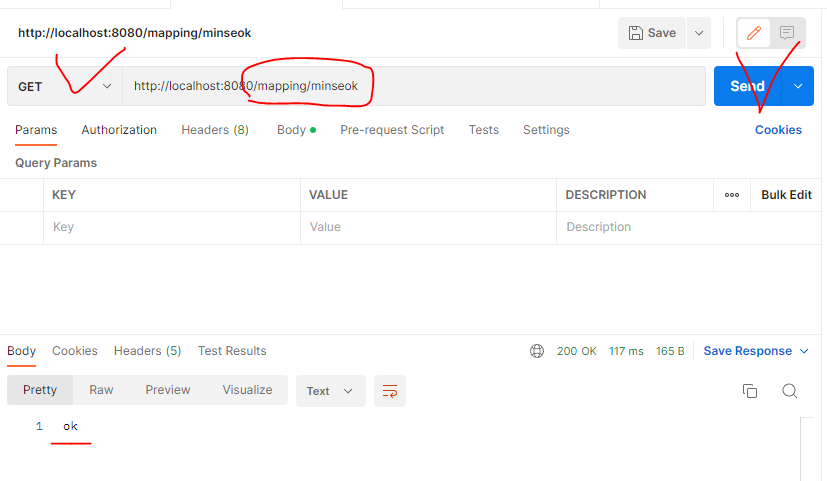 http://localhost:8080/mapping/minseok
Save
GET http://localhost:8080/mapping/minseok Send
Params Authorization Headers (8) Body Pre-request Script Tests Settings Cookies
Query Params
KEY VALUE DESCRIPTION ooo Bulk Edit
Key Value Description
Body Cookies Headers (5) Test Results 200 OK 117 ms 165 B Save Response
Pretty Raw Preview Visualize Text
1 ok